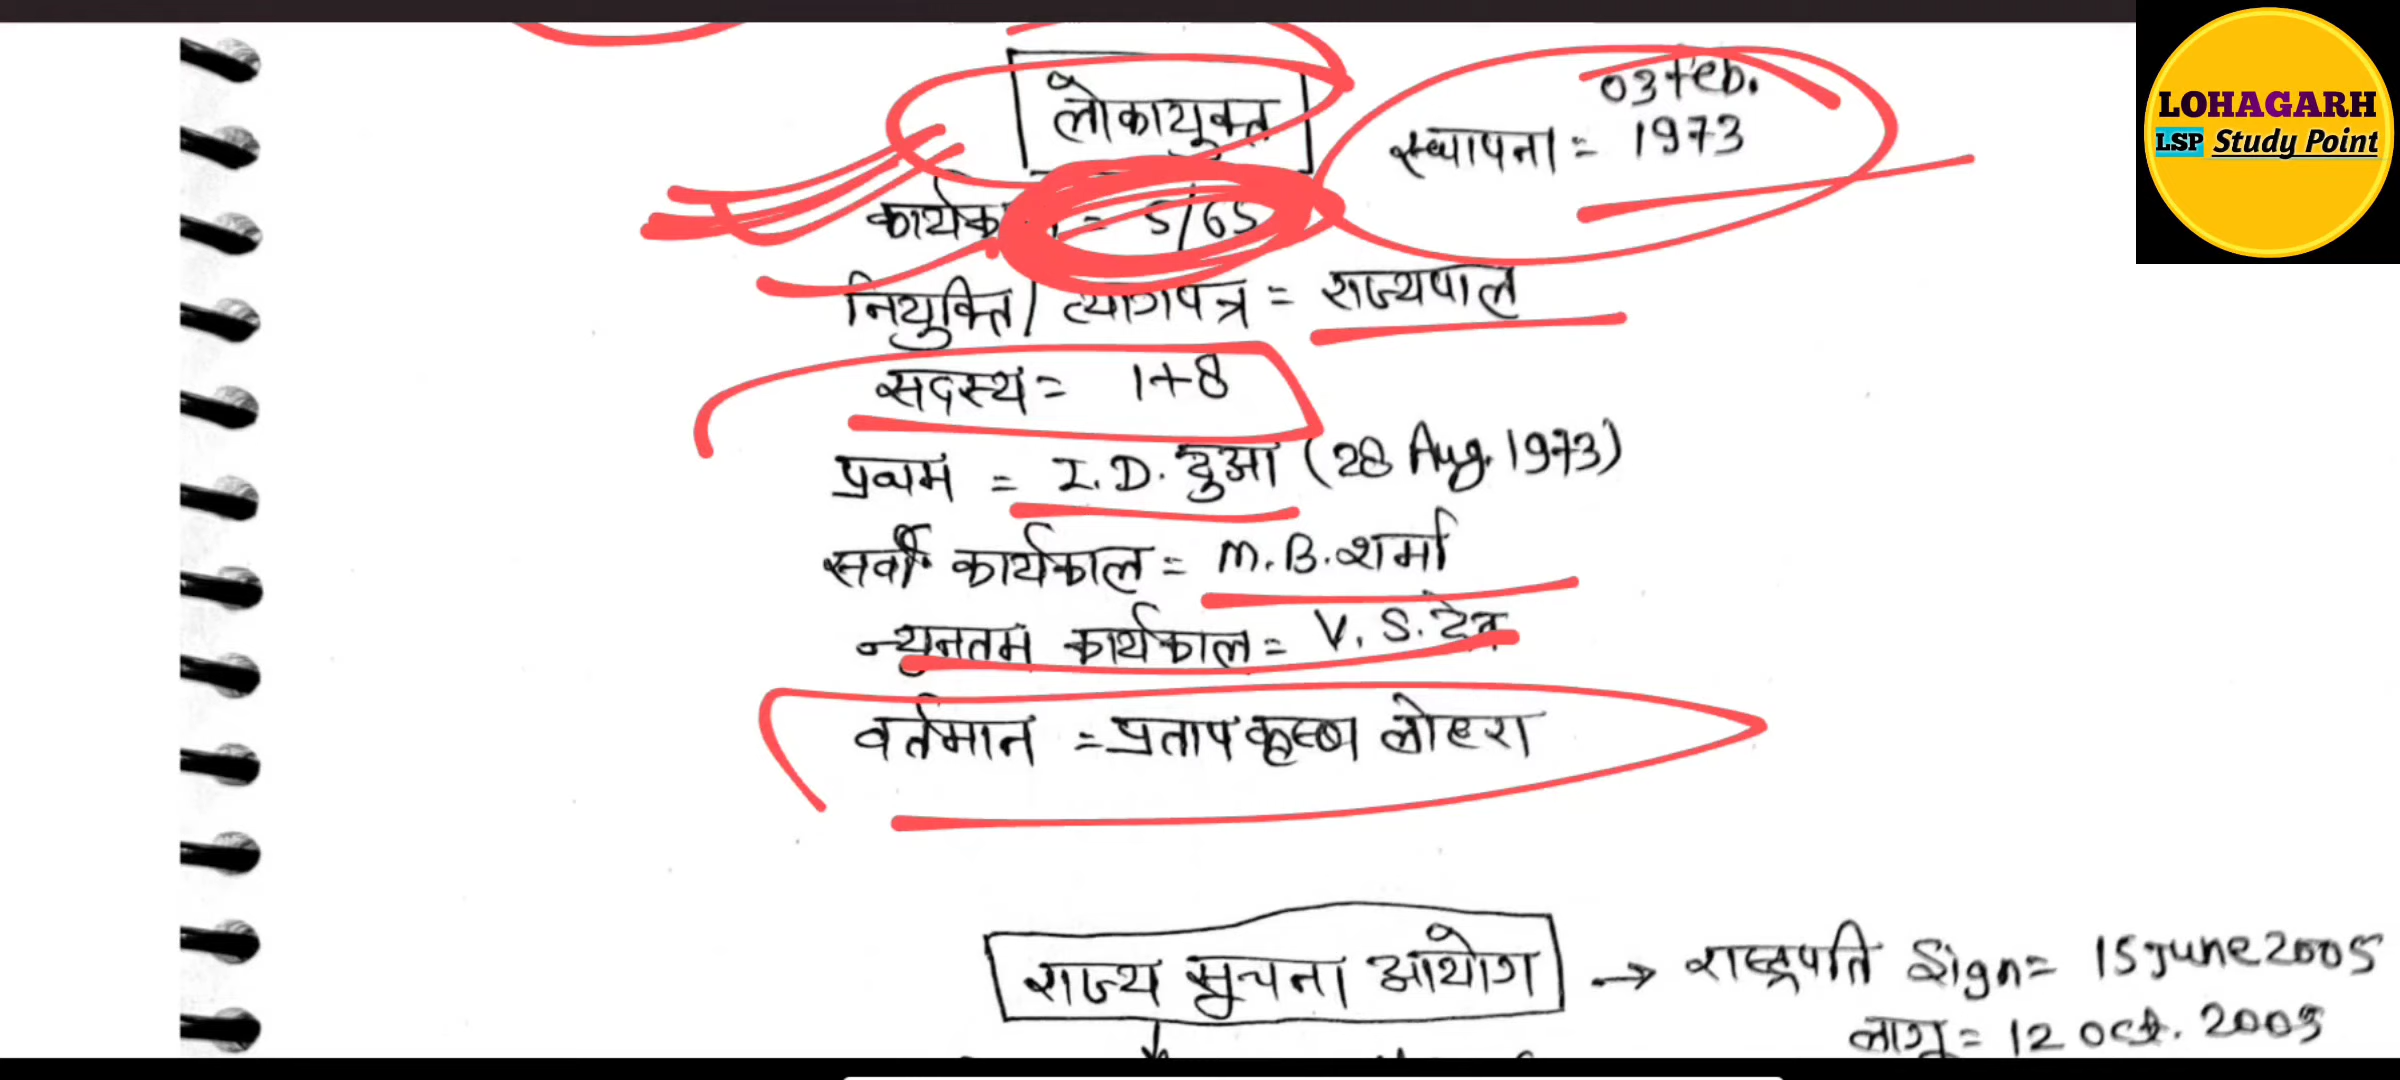 लोकायुक्त
स्थापना = 03 Feb. 1973
कार्यक = 5/65
नियुक्ति / त्यागपत्र = राज्यपाल
सदस्य = 1+8
प्रथम = I.D. दुआ (28 Aug. 1973)
सर्वा. कार्यकाल = M.B. शर्मा
न्यूनतम कार्यकाल = V.S.
वर्तमान = प्रताप कृष्ण लोहरा
राज्य सूचना आयोग → राष्ट्रपति Sign = 15 June 2005
लागू = 12 Oct. 2005
LOHAGARH
LSP Study Point